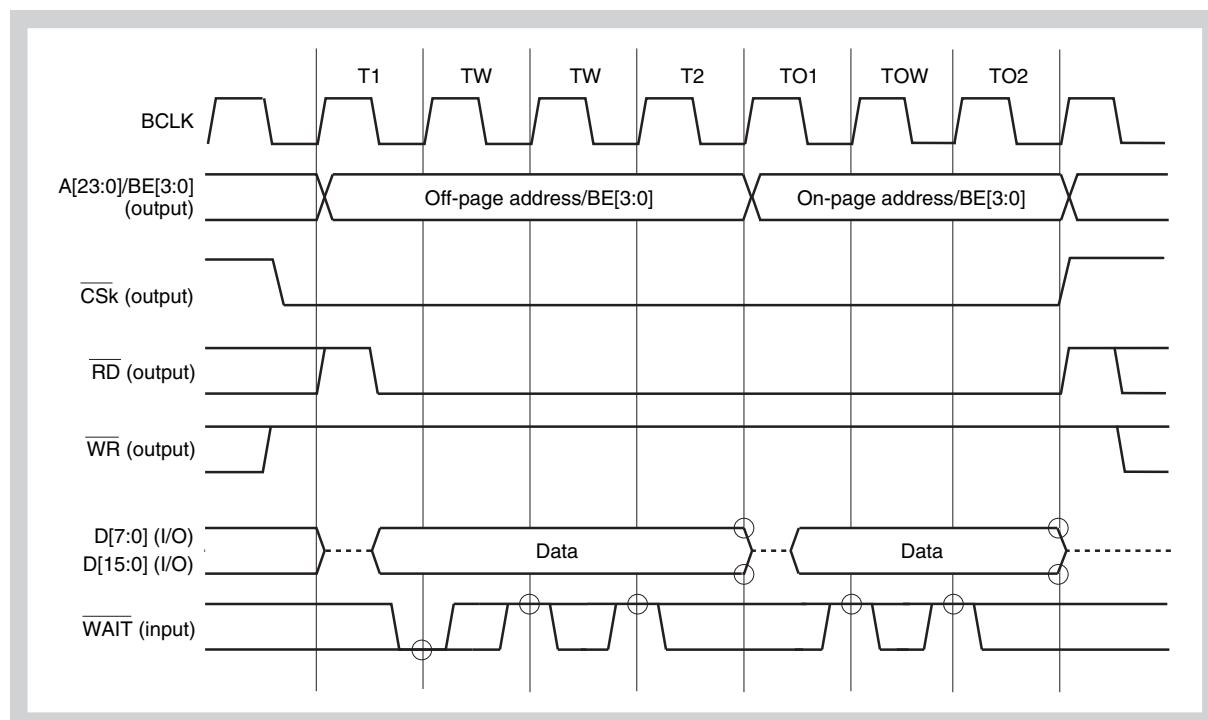 T1 TW TW T2 TO1 TOW TO2
BCLK
A[23:0]/BE[3:0]
(output)
Off-page address/BE[3:0] On-page address/BE[3:0]
CSk (output)
RD (output)
WR (output)
D[7:0] (I/O)
D[15:0] (I/O)
Data Data
WAIT (input)